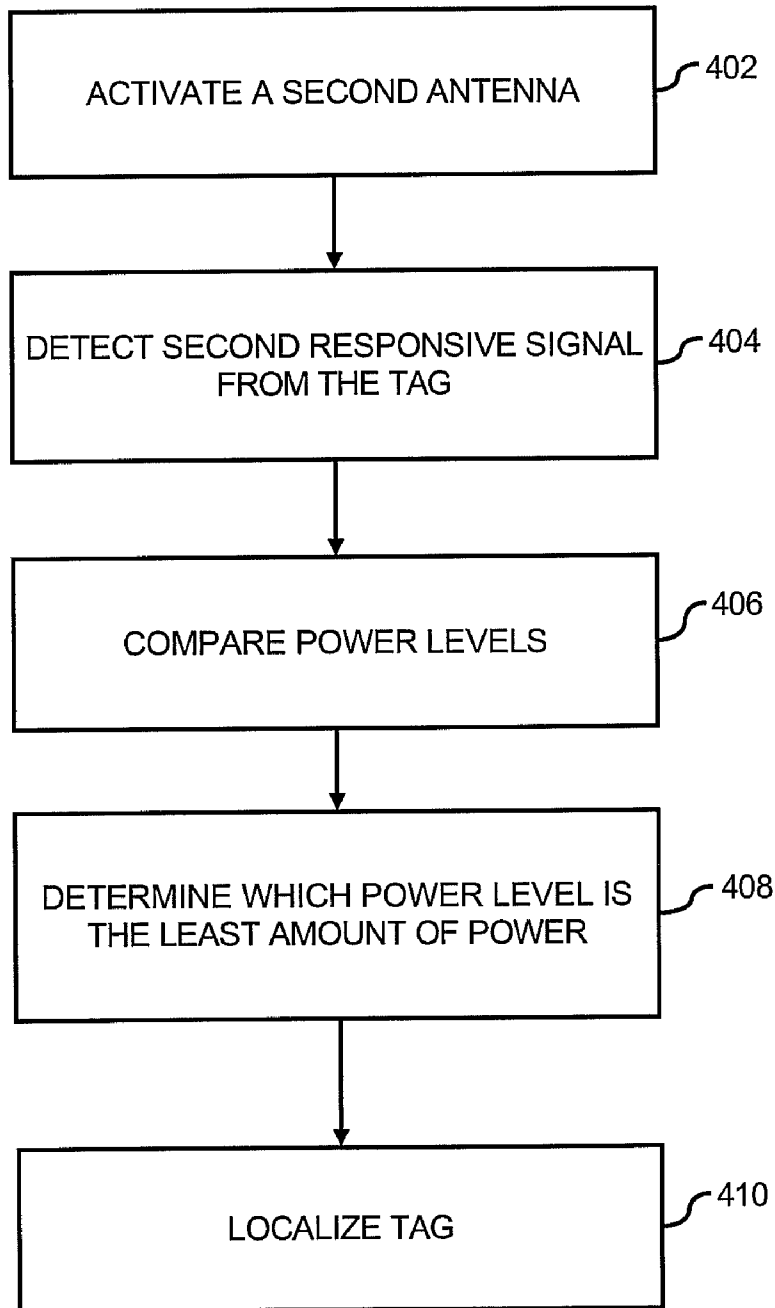 ACTIVATE A SECOND ANTENNA
402
DETECT SECOND RESPONSIVE SIGNAL
FROM THE TAG
404
COMPARE POWER LEVELS
406
DETERMINE WHICH POWER LEVEL IS
THE LEAST AMOUNT OF POWER
408
LOCALIZE TAG
410